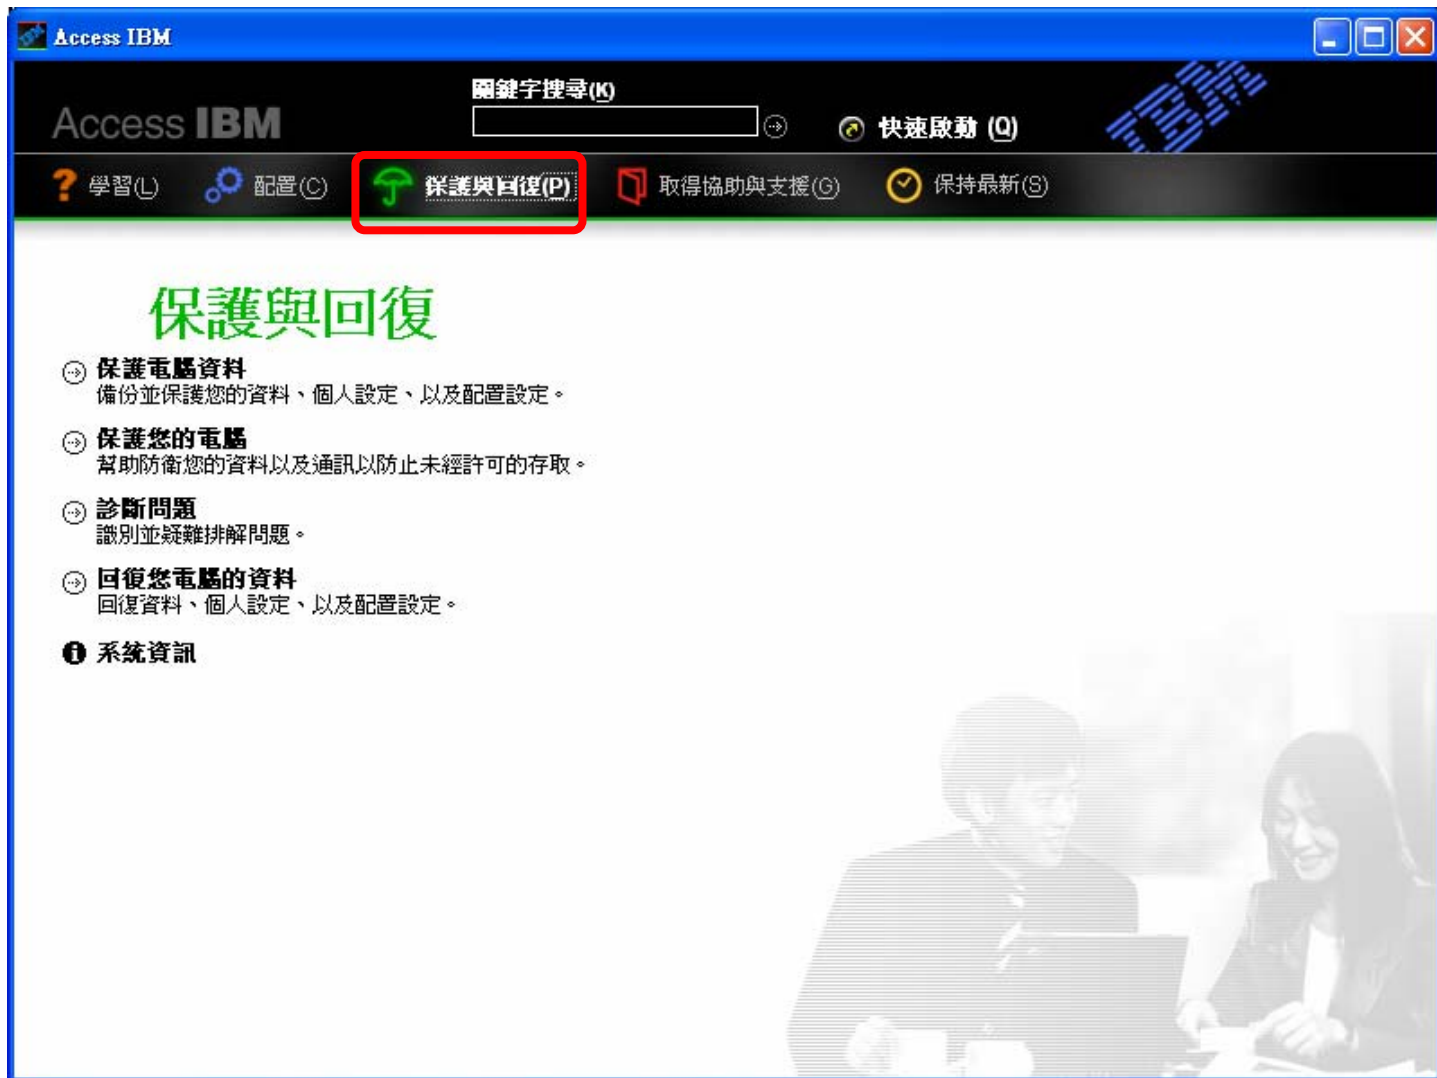 Access IBM
關鍵字搜尋(K)
Access IBM
快速啟動 (Q)
IBM
學習(L)
配置(C)
保護與回復(P)
取得協助與支援(G)
保持最新(S)
保護與回復
保護電腦資料
備份並保護您的資料、個人設定、以及配置設定。
保護您的電腦
幫助防衛您的資料以及通訊以防止未經許可的存取。
診斷問題
識別並疑難排解問題。
回復您電腦的資料
回復資料、個人設定、以及配置設定。
系統資訊